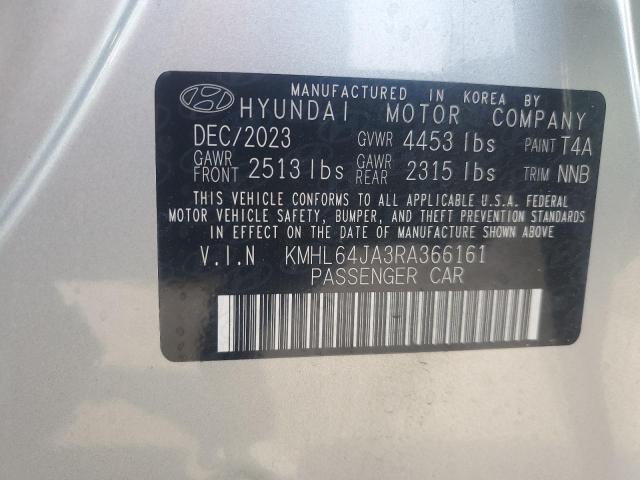 MANUFACTURED IN KOREA BY
HYUNDAI MOTOR COMPANY
DEC/2023 GVWR 4453 lbs PAINT T4A
GAWR FRONT 2513 lbs GAWR REAR 2315 lbs TRIM NNB
THIS VEHICLE CONFORMS TO ALL APPLICABLE U.S.A. FEDERAL
MOTOR VEHICLE SAFETY, BUMPER, AND THEFT PREVENTION STANDARDS
IN EFFECT ON THE DATE OF MANUFACTURE SHOWN ABOVE.
V.I.N KMHL64JA3RA366161
PASSENGER CAR